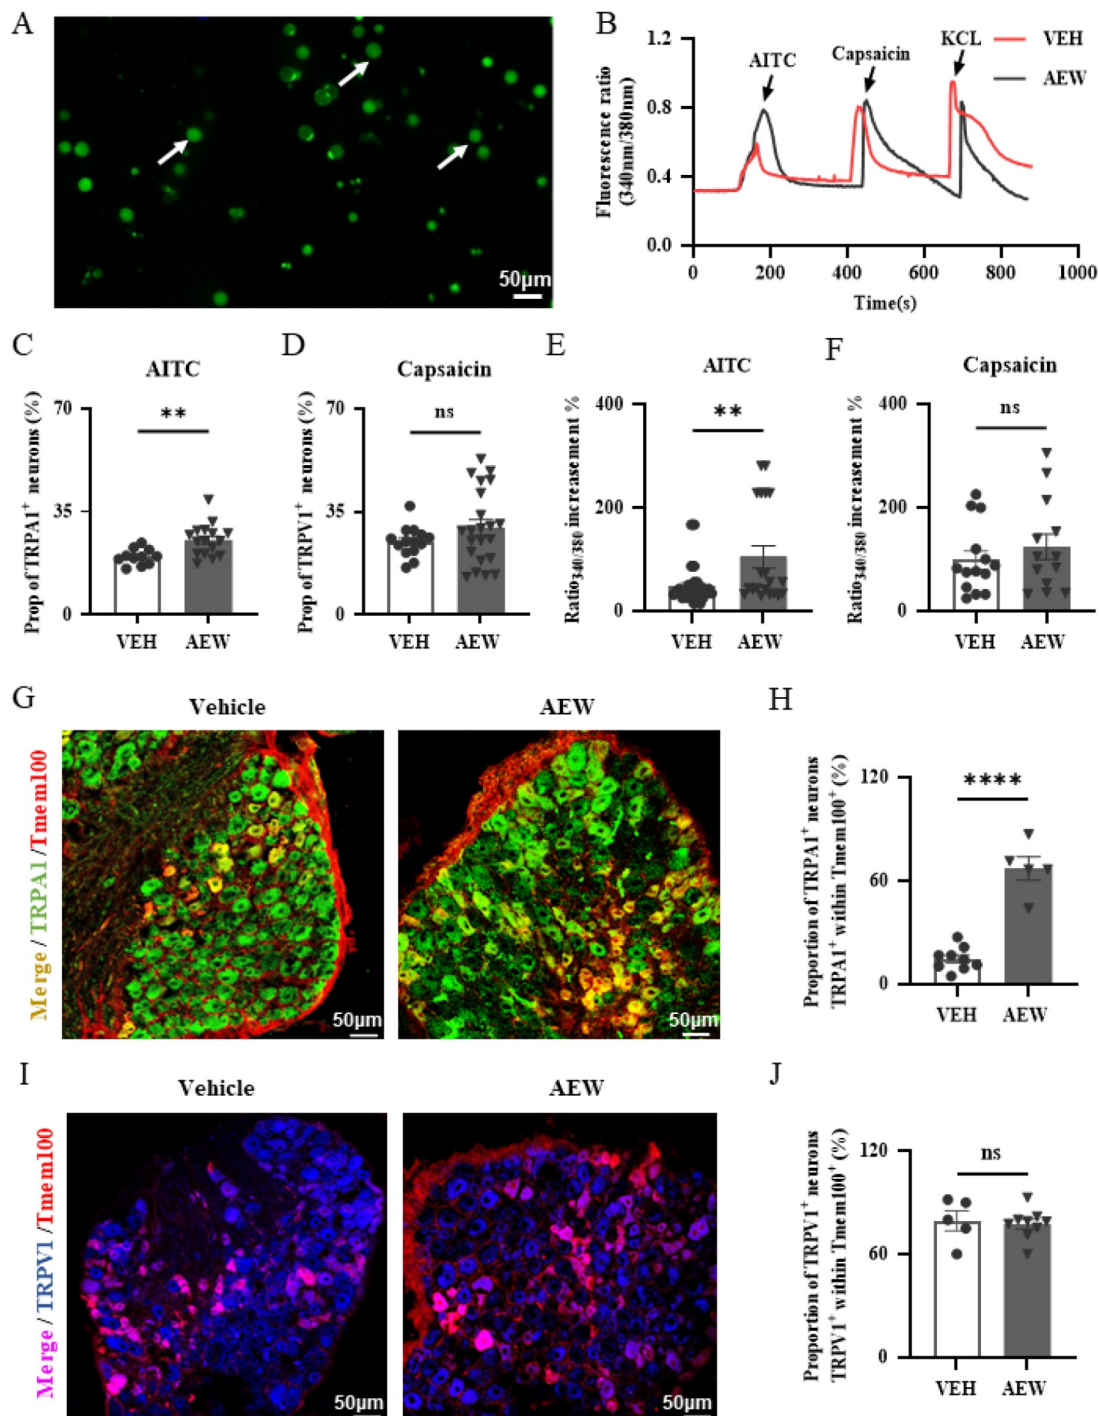 A
50μm
B
Fluorescence ratio
(340nm/380nm)
1.2
0.8
0.4
0.0
AITC
Capsaicin
KCL
VEH
AEW
0 200 400 600 800 1000
Time(s)
C
AITC
Prop of TRPA1⁺ neurons (%)
70
35
0
**
VEH AEW
D
Capsaicin
Prop of TRPV1⁺ neurons (%)
70
35
0
ns
VEH AEW
E
AITC
Ratio₃₄₀/₃₈₀ increasement %
400
200
0
**
VEH AEW
F
Capsaicin
Ratio₃₄₀/₃₈₀ increasement %
400
200
0
ns
VEH AEW
G
Vehicle
AEW
Merge / TRPA1 /Tmem100
50μm
50μm
H
Proportion of TRPA1⁺ neurons
TRPA1⁺ within Tmem100⁺ (%)
120
60
0
****
VEH AEW
I
Vehicle
AEW
Merge / TRPV1 /Tmem100
50μm
50μm
J
Proportion of TRPV1⁺ neurons
TRPV1⁺ within Tmem100⁺ (%)
120
60
0
ns
VEH AEW